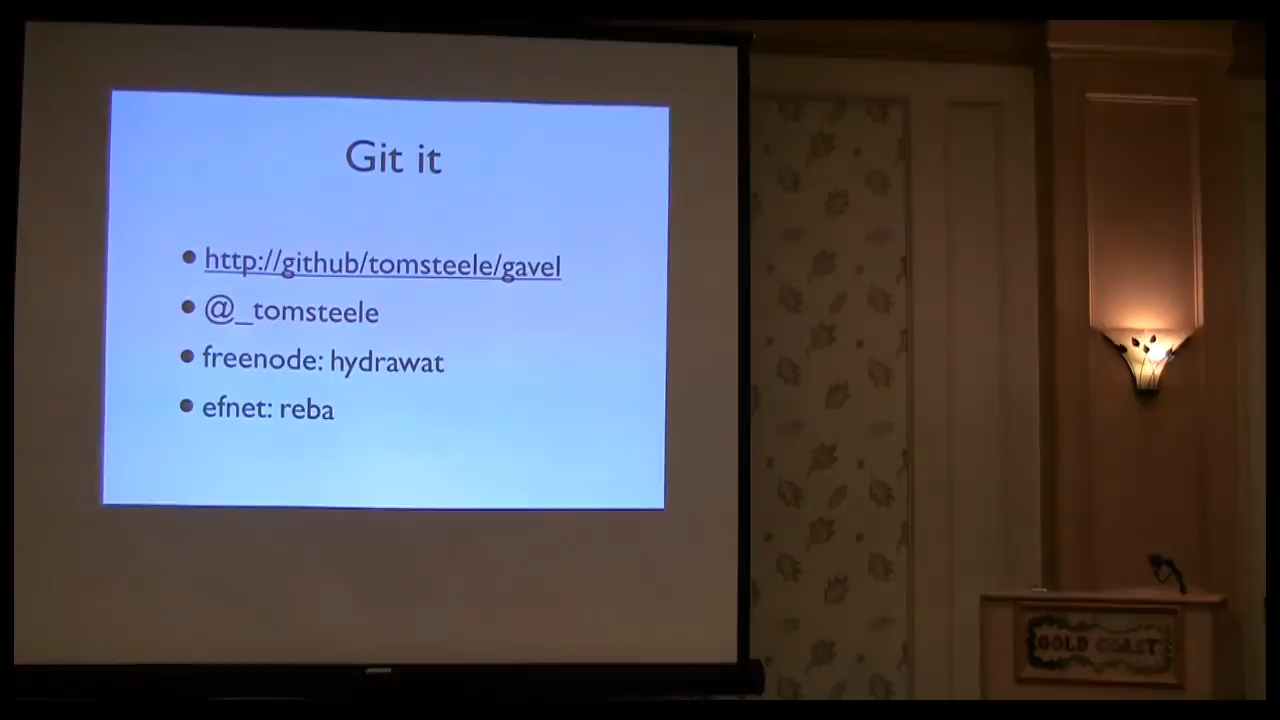 Git it
http://github/tomsteele/gavel
@_tomsteele
freenode: hydrawat
efnet: reba
GOLD COAST